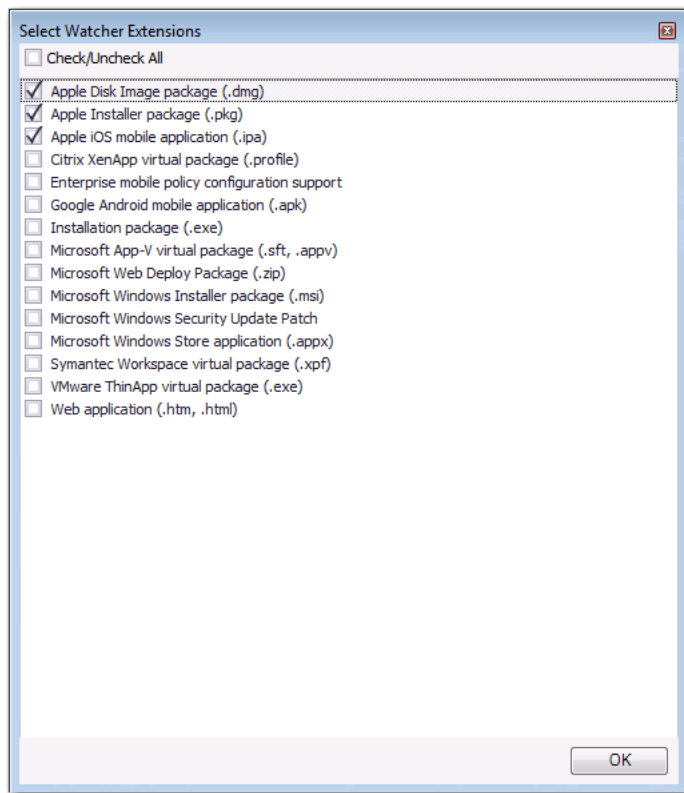 Select Watcher Extensions
Check/Uncheck All
Apple Disk Image package (.dmg)
Apple Installer package (.pkg)
Apple iOS mobile application (.ipa)
Citrix XenApp virtual package (.profile)
Enterprise mobile policy configuration support
Google Android mobile application (.apk)
Installation package (.exe)
Microsoft App-V virtual package (.sft, .appv)
Microsoft Web Deploy Package (.zip)
Microsoft Windows Installer package (.msi)
Microsoft Windows Security Update Patch
Microsoft Windows Store application (.appx)
Symantec Workspace virtual package (.xpf)
VMware ThinApp virtual package (.exe)
Web application (.htm, .html)
OK